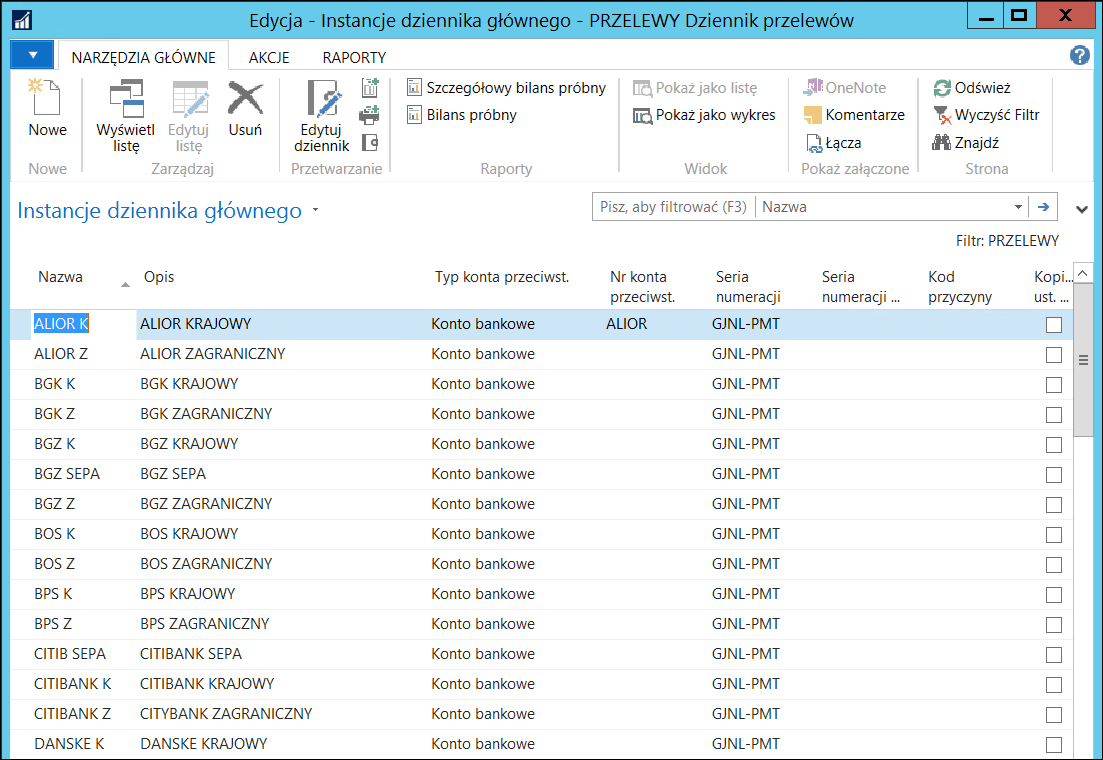 Edycja - Instancje dziennika głównego - PRZELEWY Dziennik przelewów
NARZĘDZIA GŁÓWNE AKCJE RAPORTY
Nowe
Wyświetl listę
Edytuj listę
Usuń
Edytuj dziennik
Szczegółowy bilans próbny
Bilans próbny
Pokaż jako listę
Pokaż jako wykres
OneNote
Komentarze
Łącza
Odśwież
Wyczyść Filtr
Znajdź
Nowe Zarządzaj Przetwarzanie Raporty Widok Pokaż załączone Strona
Instancje dziennika głównego
Pisz, aby filtrować (F3) Nazwa
Filtr: PRZELEWY
Nazwa Opis Typ konta przeciwst. Nr konta przeciwst. Seria numeracji Seria numeracji ... Kod przyczyny Kopi... ust. ...
ALIOR K ALIOR KRAJOWY Konto bankowe ALIOR GJNL-PMT
ALIOR Z ALIOR ZAGRANICZNY Konto bankowe GJNL-PMT
BGK K BGK KRAJOWY Konto bankowe GJNL-PMT
BGK Z BGK ZAGRANICZNY Konto bankowe GJNL-PMT
BGZ K BGZ KRAJOWY Konto bankowe GJNL-PMT
BGZ SEPA BGZ SEPA Konto bankowe GJNL-PMT
BGZ Z BGZ ZAGRANICZNY Konto bankowe GJNL-PMT
BOS K BOS KRAJOWY Konto bankowe GJNL-PMT
BOS Z BOS ZAGRANICZNY Konto bankowe GJNL-PMT
BPS K BPS KRAJOWY Konto bankowe GJNL-PMT
BPS Z BPS ZAGRANICZNY Konto bankowe GJNL-PMT
CITIB SEPA CITIBANK SEPA Konto bankowe GJNL-PMT
CITIBANK K CITIBANK KRAJOWY Konto bankowe GJNL-PMT
CITIBANK Z CITYBANK ZAGRANICZNY Konto bankowe GJNL-PMT
DANSKE K DANSKE KRAJOWY Konto bankowe GJNL-PMT